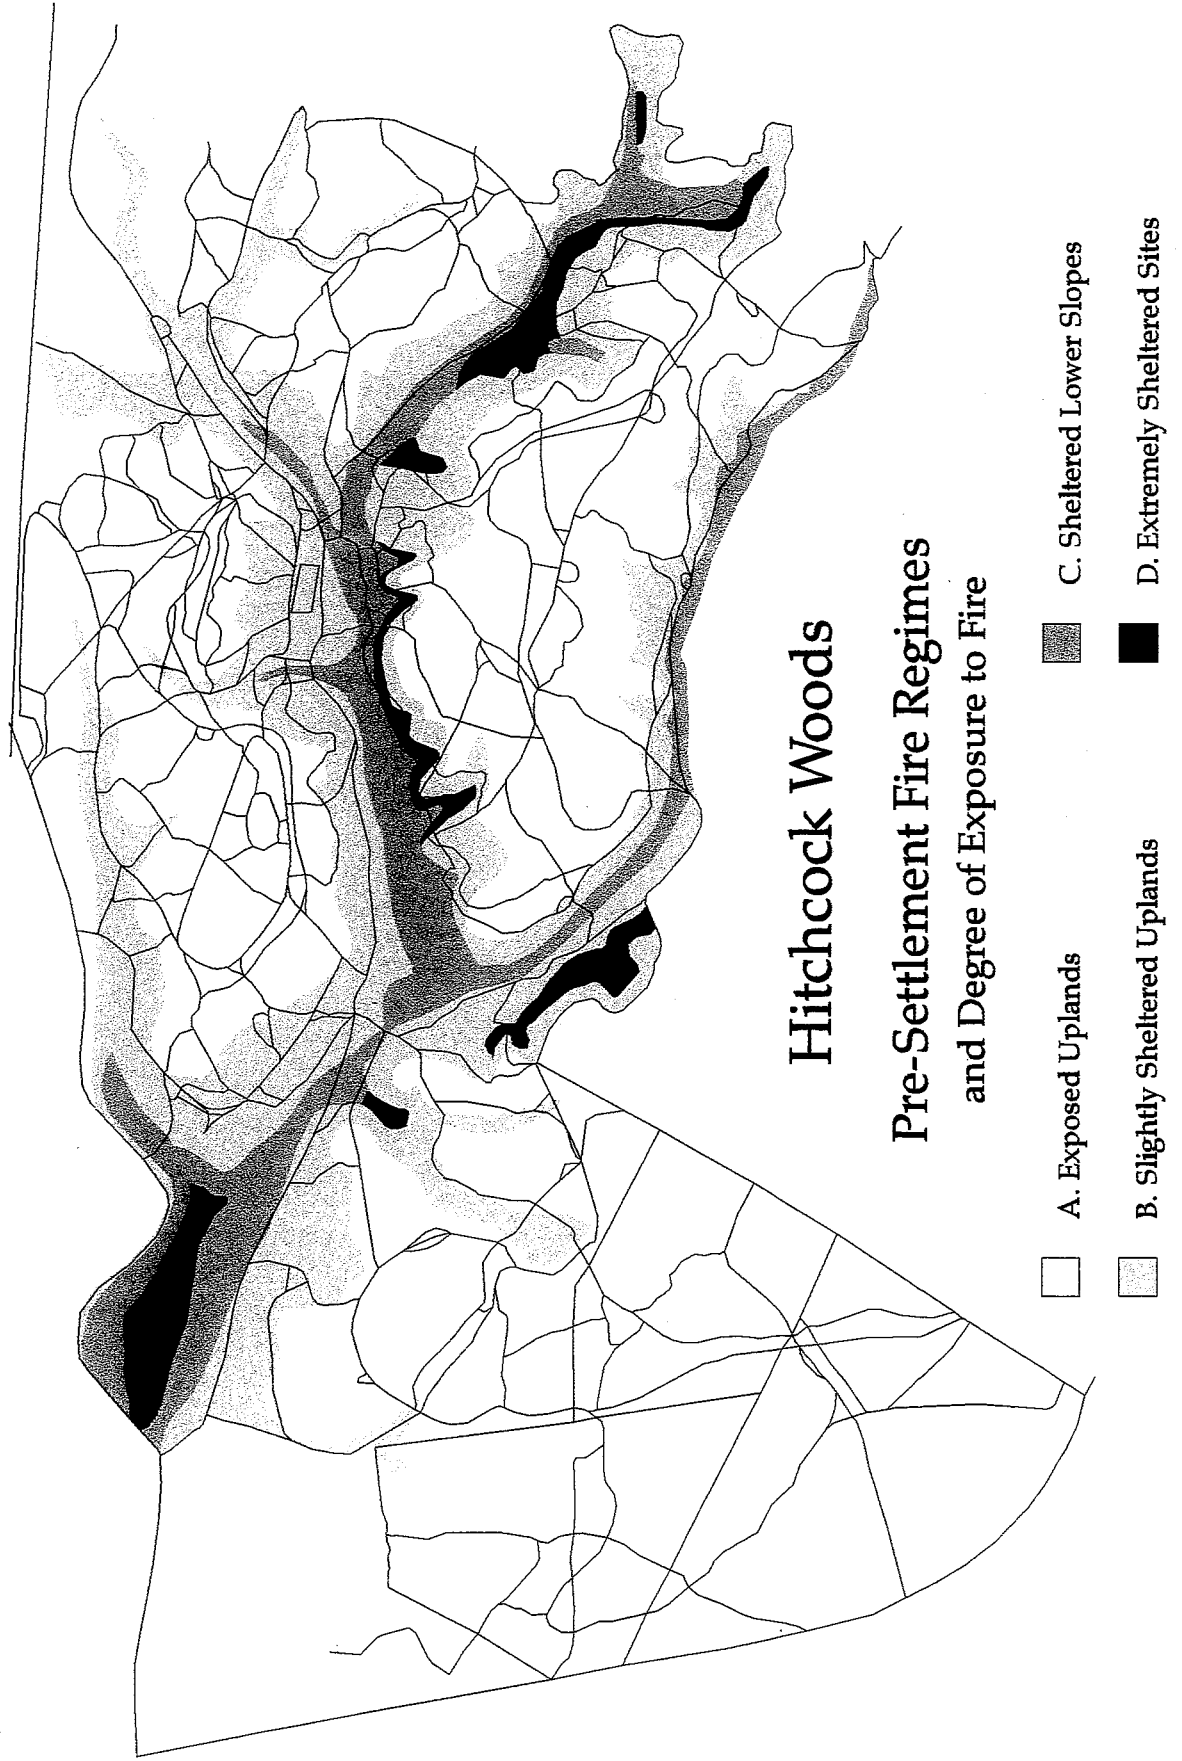 Hitchcock Woods
Pre-Settlement Fire Regimes
and Degree of Exposure to Fire
A. Exposed Uplands
B. Slightly Sheltered Uplands
C. Sheltered Lower Slopes
D. Extremely Sheltered Sites